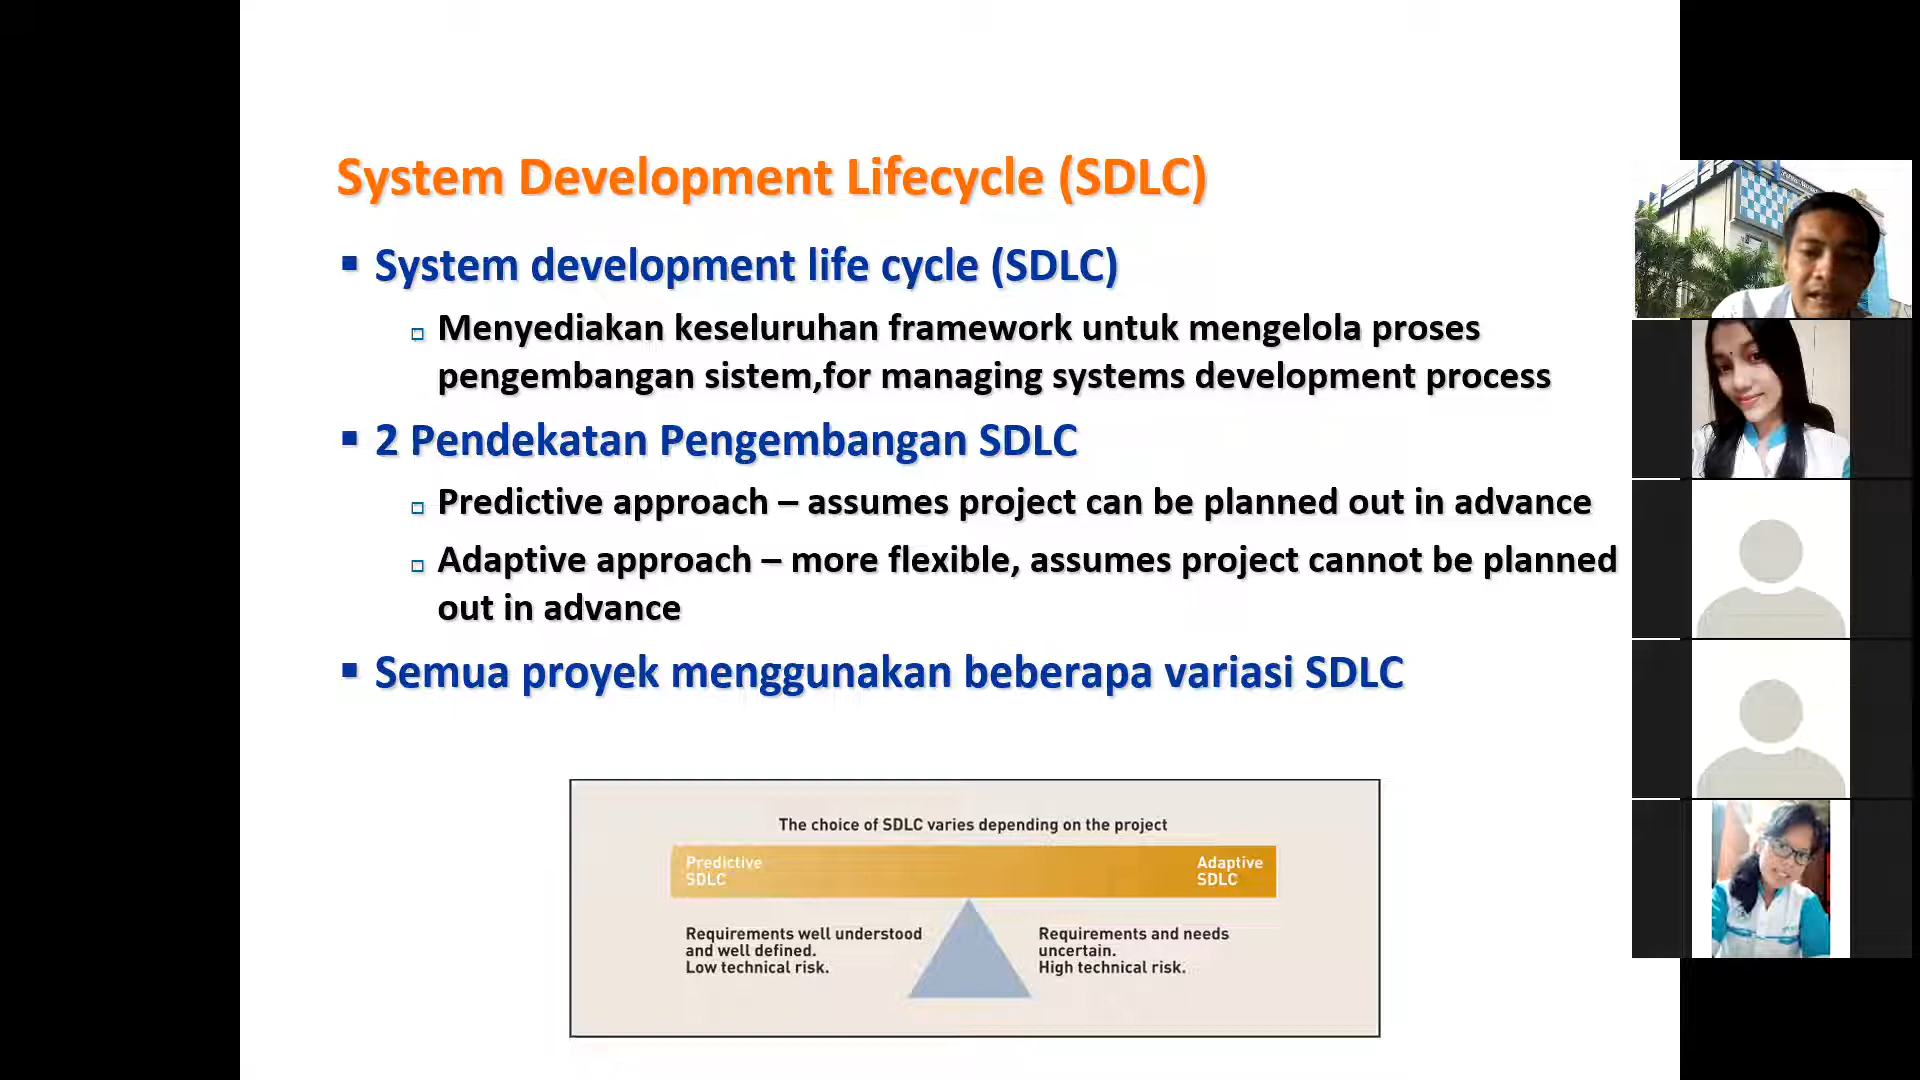 System Development Lifecycle (SDLC)
System development life cycle (SDLC)
Menyediakan keseluruhan framework untuk mengelola proses
pengembangan sistem,for managing systems development process
2 Pendekatan Pengembangan SDLC
Predictive approach – assumes project can be planned out in advance
Adaptive approach – more flexible, assumes project cannot be planned
out in advance
Semua proyek menggunakan beberapa variasi SDLC
The choice of SDLC varies depending on the project
Predictive
SDLC
Adaptive
SDLC
Requirements well understood
and well defined.
Low technical risk.
Requirements and needs
uncertain.
High technical risk.